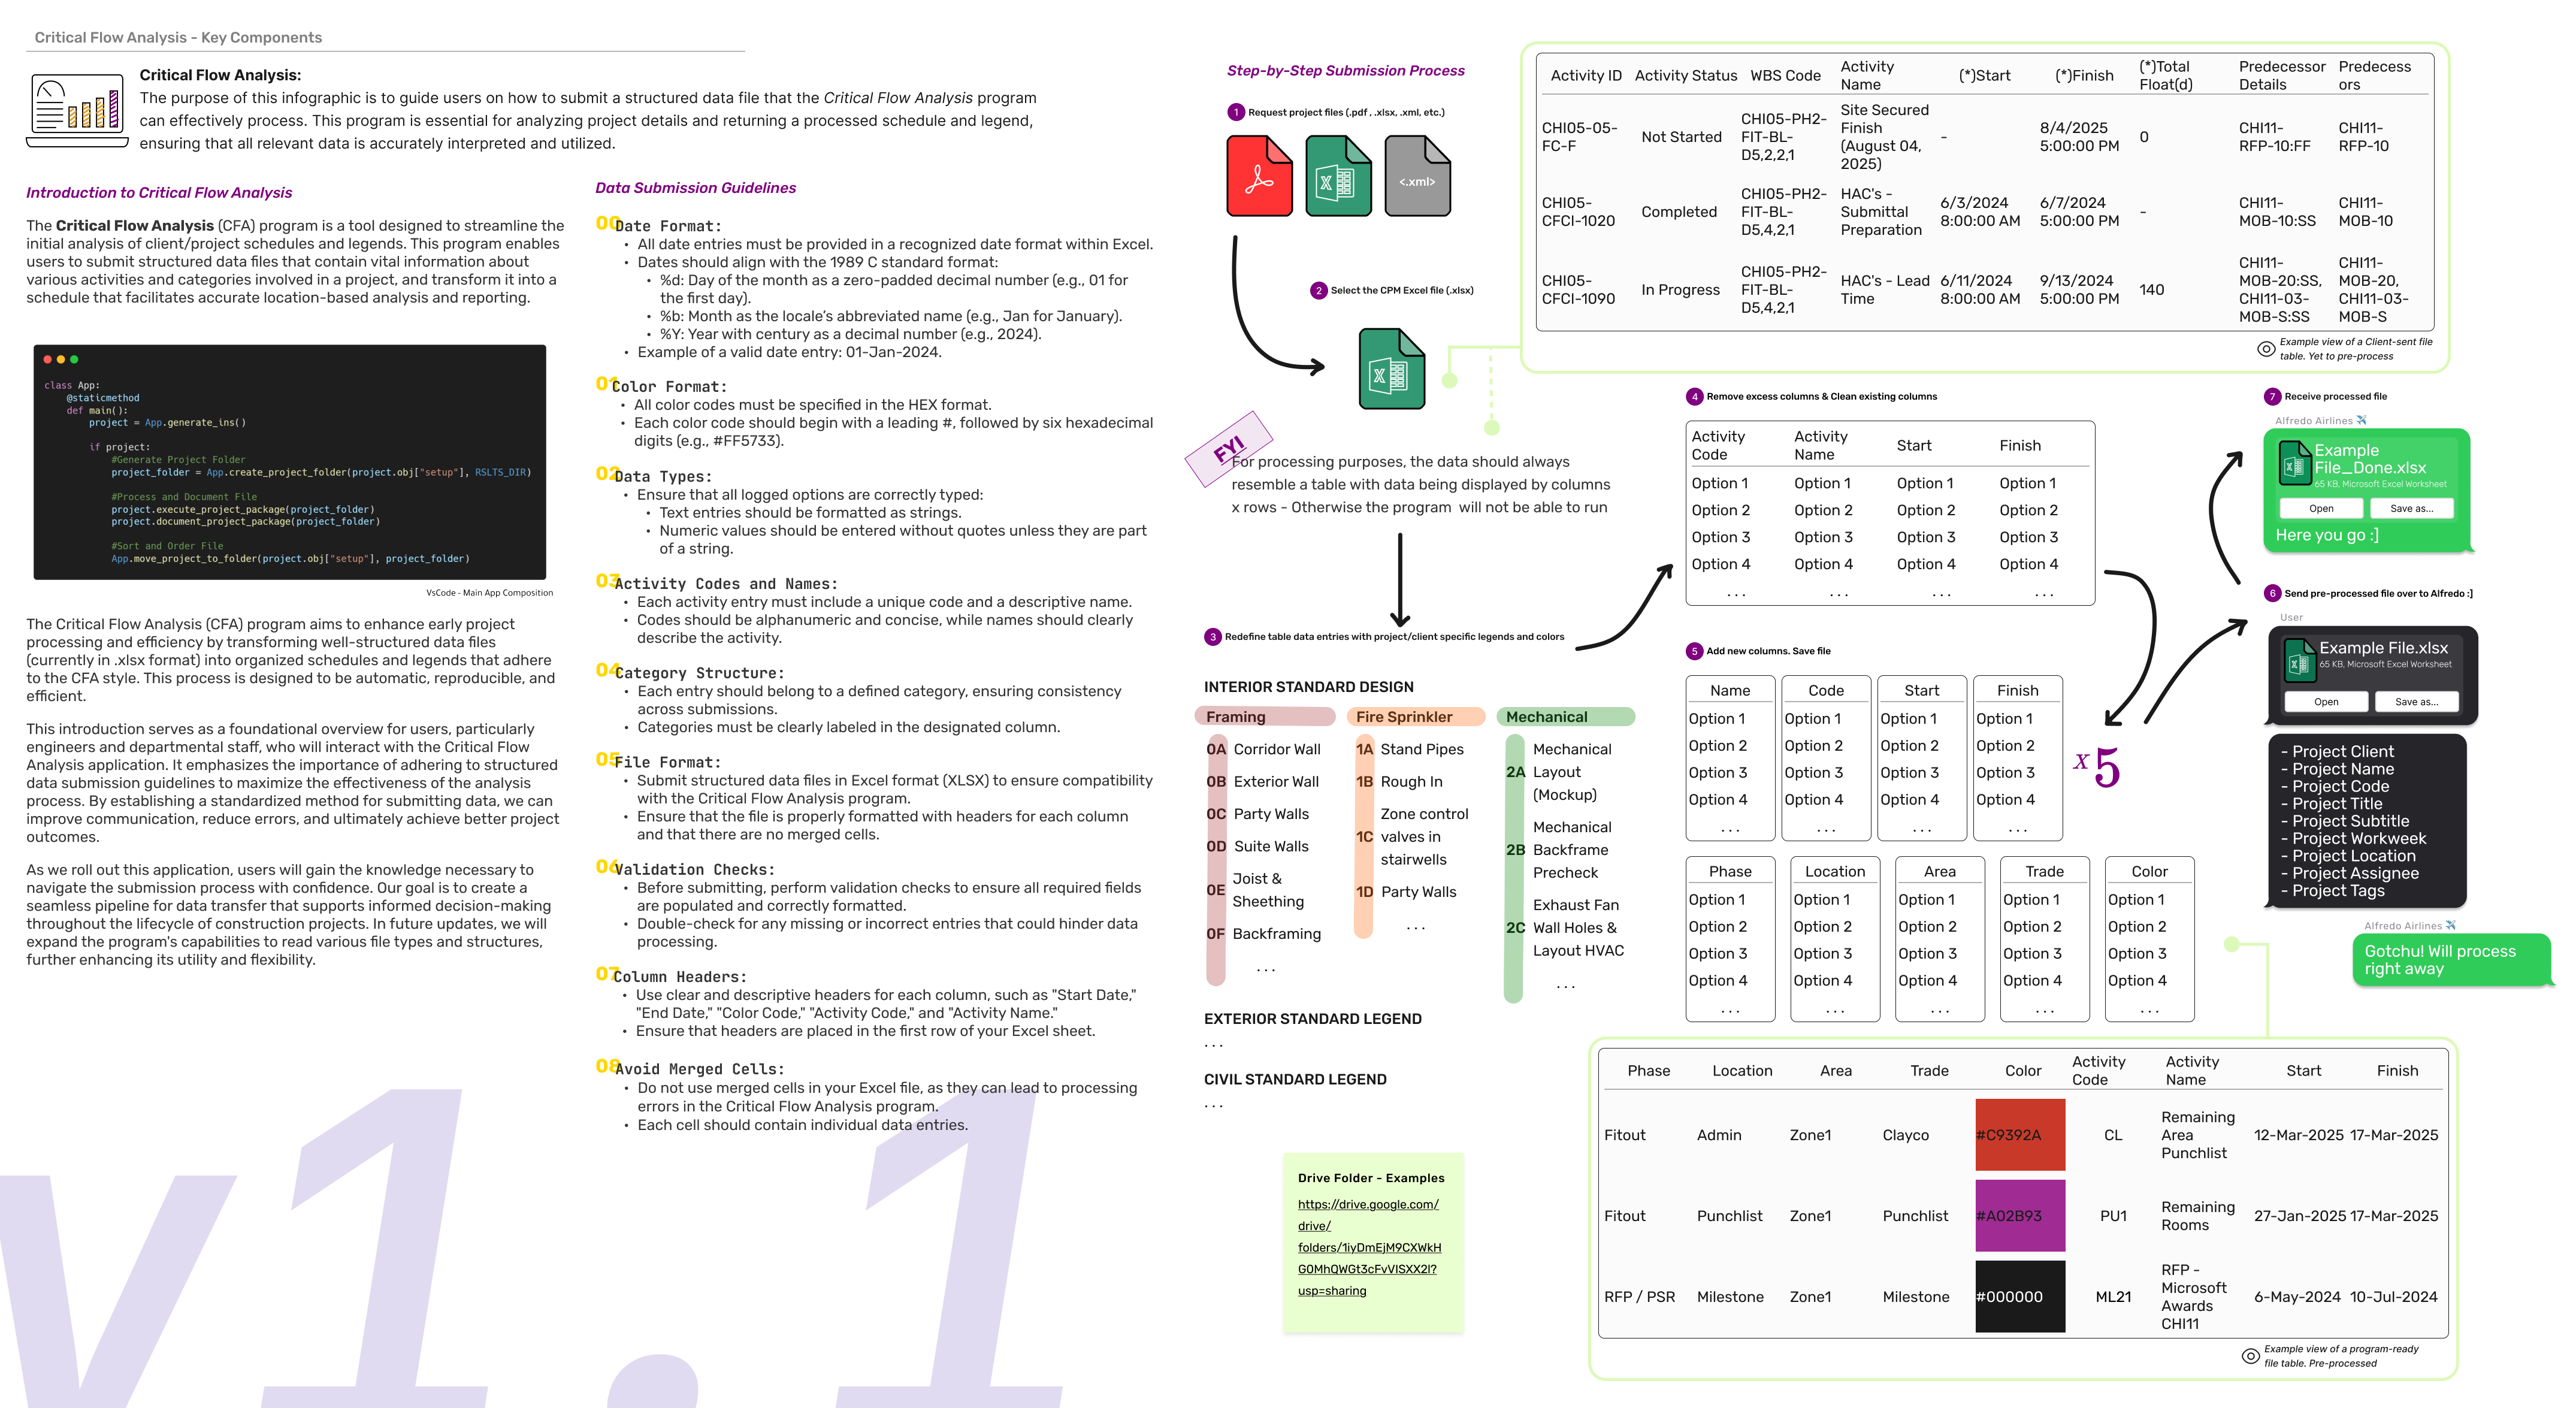 Critical Flow Analysis - Key Components
Critical Flow Analysis:
The purpose of this infographic is to guide users on how to submit a structured data file that the Critical Flow Analysis program
can effectively process. This program is essential for analyzing project details and returning a processed schedule and legend,
ensuring that all relevant data is accurately interpreted and utilized.
Introduction to Critical Flow Analysis
The Critical Flow Analysis (CFA) program is a tool designed to streamline the
initial analysis of client/project schedules and legends. This program enables
users to submit structured data files that contain vital information about
various activities and categories involved in a project, and transform it into a
schedule that facilitates accurate location-based analysis and reporting.
class App:
@staticmethod
def main():
project = App.generate_ins()
if project:
#Generate Project Folder
project_folder = App.create_project_folder(project.obj["setup"], RSLTS_DIR)
#Process and Document File
project.execute_project_package(project_folder)
project.document_project_package(project_folder)
#Sort and Order File
App.move_project_to_folder(project.obj["setup"], project_folder)
VsCode - Main App Composition
The Critical Flow Analysis (CFA) program aims to enhance early project
processing and efficiency by transforming well-structured data files
(currently in .xlsx format) into organized schedules and legends that adhere
to the CFA style. This process is designed to be automatic, reproducible, and
efficient.
This introduction serves as a foundational overview for users, particularly
engineers and departmental staff, who will interact with the Critical Flow
Analysis application. It emphasizes the importance of adhering to structured
data submission guidelines to maximize the effectiveness of the analysis
process. By establishing a standardized method for submitting data, we can
improve communication, reduce errors, and ultimately achieve better project
outcomes.
As we roll out this application, users will gain the knowledge necessary to
navigate the submission process with confidence. Our goal is to create a
seamless pipeline for data transfer that supports informed decision-making
throughout the lifecycle of construction projects. In future updates, we will
expand the program's capabilities to read various file types and structures,
further enhancing its utility and flexibility.
v1.1
Data Submission Guidelines
00 Date Format:
• All date entries must be provided in a recognized date format within Excel.
• Dates should align with the 1989 C standard format:
• %d: Day of the month as a zero-padded decimal number (e.g., 01 for
the first day).
• %b: Month as the locale's abbreviated name (e.g., Jan for January).
• %Y: Year with century as a decimal number (e.g., 2024).
• Example of a valid date entry: 01-Jan-2024.
01 Color Format:
• All color codes must be specified in the HEX format.
• Each color code should begin with a leading #, followed by six hexadecimal
digits (e.g., #FF5733).
02 Data Types:
• Ensure that all logged options are correctly typed:
• Text entries should be formatted as strings.
• Numeric values should be entered without quotes unless they are part
of a string.
03 Activity Codes and Names:
• Each activity entry must include a unique code and a descriptive name.
• Codes should be alphanumeric and concise, while names should clearly
describe the activity.
04 Category Structure:
• Each entry should belong to a defined category, ensuring consistency
across submissions.
• Categories must be clearly labeled in the designated column.
05 File Format:
• Submit structured data files in Excel format (XLSX) to ensure compatibility
with the Critical Flow Analysis program.
• Ensure that the file is properly formatted with headers for each column
and that there are no merged cells.
06 Validation Checks:
• Before submitting, perform validation checks to ensure all required fields
are populated and correctly formatted.
• Double-check for any missing or incorrect entries that could hinder data
processing.
07 Column Headers:
• Use clear and descriptive headers for each column, such as "Start Date,"
"End Date," "Color Code," "Activity Code," and "Activity Name."
• Ensure that headers are placed in the first row of your Excel sheet.
08 Avoid Merged Cells:
• Do not use merged cells in your Excel file, as they can lead to processing
errors in the Critical Flow Analysis program.
• Each cell should contain individual data entries.
Step-by-Step Submission Process
1 Request project files (.pdf , .xlsx, .xml, etc.)
X <.xml>
2 Select the CPM Excel file (.xlsx)
X
Activity ID Activity Status WBS Code Activity Name (*)Start (*)Finish (*)Total Float(d) Predecessor Details Predecess ors
CHI05-05-FC-F Not Started CHI05-PH2-FIT-BL-D5,2,2,1 Site Secured Finish (August 04, 2025) - 8/4/2025 5:00:00 PM 0 CHI11-RFP-10:FF CHI11-RFP-10
CHI05-CFCI-1020 Completed CHI05-PH2-FIT-BL-D5,4,2,1 HAC's - Submittal Preparation 6/3/2024 8:00:00 AM 6/7/2024 5:00:00 PM - CHI11-MOB-10:SS CHI11-MOB-10
CHI05-CFCI-1090 In Progress CHI05-PH2-FIT-BL-D5,4,2,1 HAC's - Lead Time 6/11/2024 8:00:00 AM 9/13/2024 5:00:00 PM 140 CHI11-MOB-20:SS, CHI11-03-MOB-S:SS CHI11-MOB-20, CHI11-03-MOB-S
Example view of a Client-sent file
table. Yet to pre-process
FYI
For processing purposes, the data should always
resemble a table with data being displayed by columns
x rows - Otherwise the program will not be able to run
3 Redefine table data entries with project/client specific legends and colors
INTERIOR STANDARD DESIGN
Framing
0A Corridor Wall
0B Exterior Wall
0C Party Walls
0D Suite Walls
0E Joist &
Sheething
0F Backframing
. . .
Fire Sprinkler
1A Stand Pipes
1B Rough In
1C Zone control
valves in
stairwells
1D Party Walls
. . .
Mechanical
2A Mechanical
Layout
(Mockup)
2B Mechanical
Backframe
Precheck
2C Exhaust Fan
Wall Holes &
Layout HVAC
. . .
EXTERIOR STANDARD LEGEND
. . .
CIVIL STANDARD LEGEND
. . .
Drive Folder - Examples
https://drive.google.com/
drive/
folders/1iyDmEjM9CXWkH
G0MhQWGt3cFvVISXX2I?
usp=sharing
4 Remove excess columns & Clean existing columns
Activity Code Activity Name Start Finish
Option 1 Option 1 Option 1 Option 1
Option 2 Option 2 Option 2 Option 2
Option 3 Option 3 Option 3 Option 3
Option 4 Option 4 Option 4 Option 4
. . . . . . . . . . . .
5 Add new columns. Save file
Name Code Start Finish
Option 1 Option 1 Option 1 Option 1
Option 2 Option 2 Option 2 Option 2
Option 3 Option 3 Option 3 Option 3
Option 4 Option 4 Option 4 Option 4
. . . . . . . . . . . .
x5
Phase Location Area Trade Color
Option 1 Option 1 Option 1 Option 1 Option 1
Option 2 Option 2 Option 2 Option 2 Option 2
Option 3 Option 3 Option 3 Option 3 Option 3
Option 4 Option 4 Option 4 Option 4 Option 4
. . . . . . . . . . . . . . .
7 Receive processed file
Alfredo Airlines ✈️
Example
File_Done.xlsx
65 KB, Microsoft Excel Worksheet
Open Save as...
Here you go :]
6 Send pre-processed file over to Alfredo :]
User
Example File.xlsx
65 KB, Microsoft Excel Worksheet
Open Save as...
- Project Client
- Project Name
- Project Code
- Project Title
- Project Subtitle
- Project Workweek
- Project Location
- Project Assignee
- Project Tags
Alfredo Airlines ✈️
Gotchu! Will process
right away
Phase Location Area Trade Color Activity Code Activity Name Start Finish
Fitout Admin Zone1 Clayco #C9392A CL Remaining Area Punchlist 12-Mar-2025 17-Mar-2025
Fitout Punchlist Zone1 Punchlist #A02B93 PU1 Remaining Rooms 27-Jan-2025 17-Mar-2025
RFP / PSR Milestone Zone1 Milestone #000000 ML21 RFP - Microsoft Awards CHI11 6-May-2024 10-Jul-2024
Example view of a program-ready
file table. Pre-processed